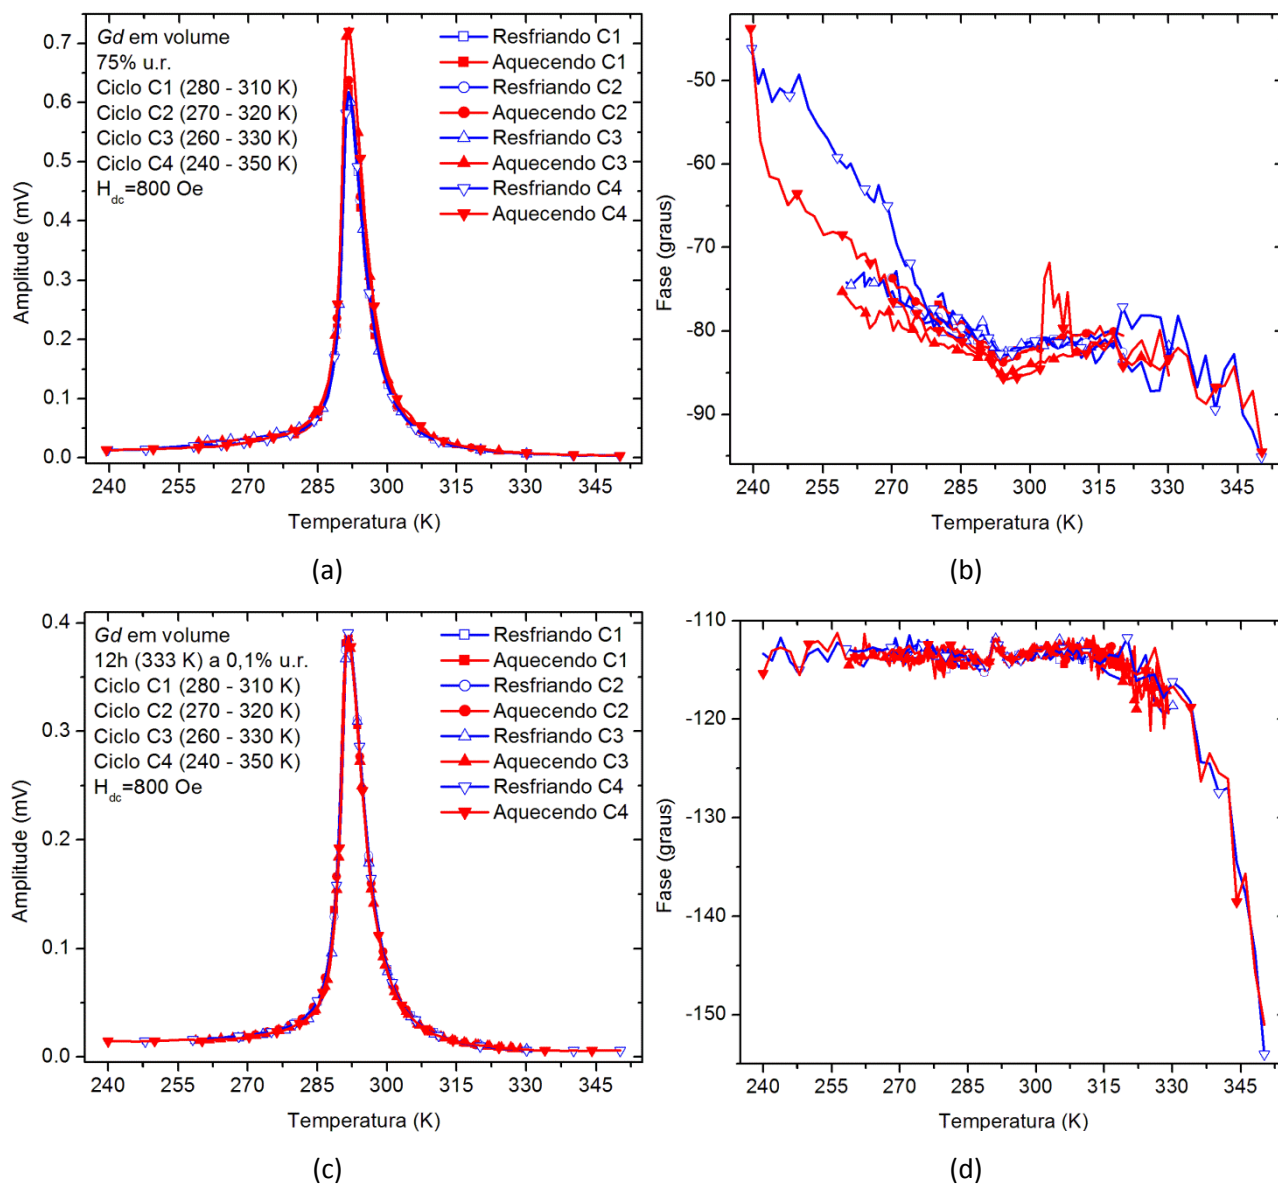 0.7
0.6
0.5
0.4
0.3
0.2
0.1
0.0
Amplitude (mV)
Gd em volume
75% u.r.
Ciclo C1 (280 - 310 K)
Ciclo C2 (270 - 320 K)
Ciclo C3 (260 - 330 K)
Ciclo C4 (240 - 350 K)
Hdc=800 Oe
Resfriando C1
Aquecendo C1
Resfriando C2
Aquecendo C2
Resfriando C3
Aquecendo C3
Resfriando C4
Aquecendo C4
240 255 270 285 300 315 330 345
Temperatura (K)
(a)
-50
-60
-70
-80
-90
Fase (graus)
240 255 270 285 300 315 330 345
Temperatura (K)
(b)
0.4
0.3
0.2
0.1
0.0
Amplitude (mV)
Gd em volume
12h (333 K) a 0,1% u.r.
Ciclo C1 (280 - 310 K)
Ciclo C2 (270 - 320 K)
Ciclo C3 (260 - 330 K)
Ciclo C4 (240 - 350 K)
Hdc=800 Oe
Resfriando C1
Aquecendo C1
Resfriando C2
Aquecendo C2
Resfriando C3
Aquecendo C3
Resfriando C4
Aquecendo C4
240 255 270 285 300 315 330 345
Temperatura (K)
(c)
-110
-120
-130
-140
-150
Fase (graus)
240 255 270 285 300 315 330 345
Temperatura (K)
(d)